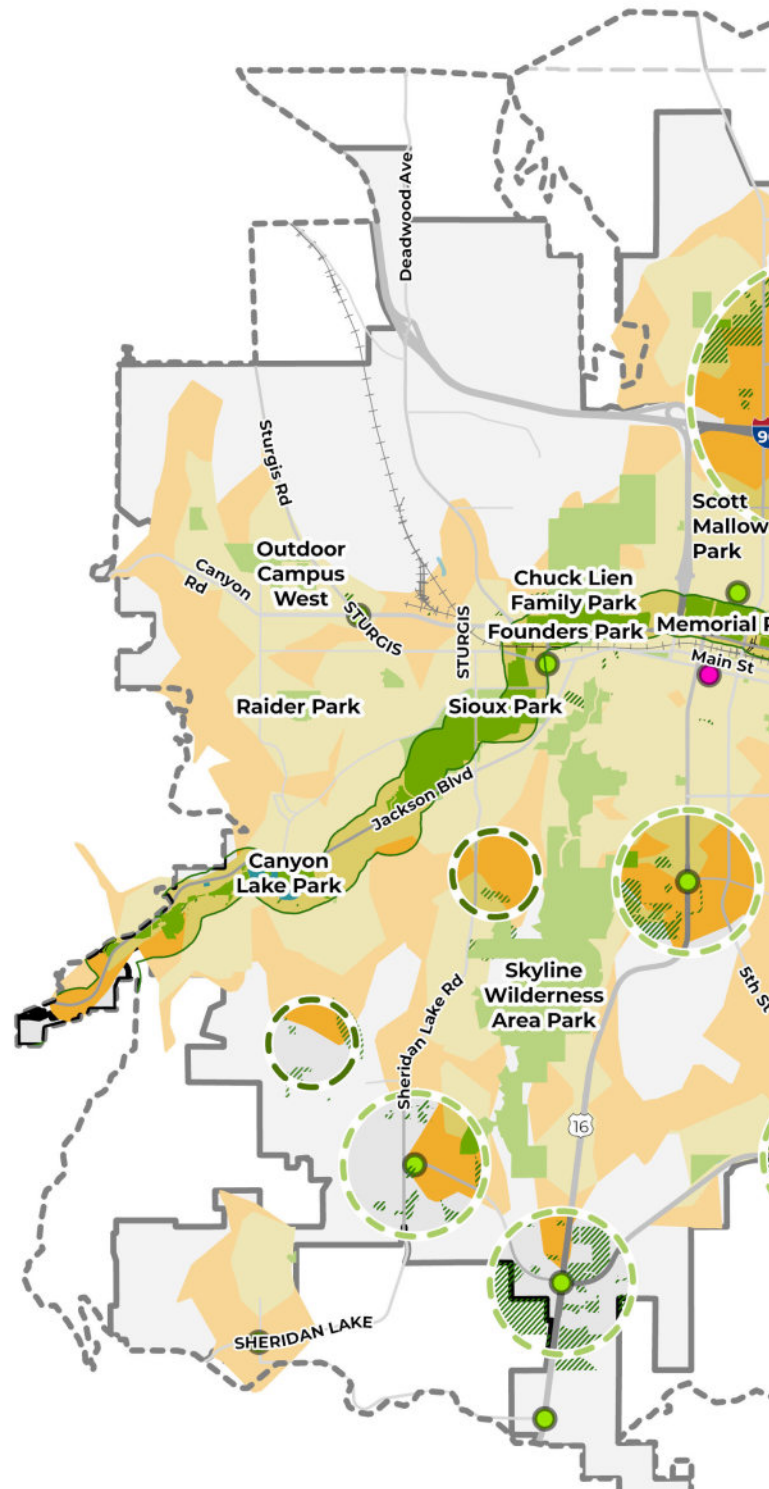 Deadwood Ave
Sturgis Rd
9
Scott
Mallow
Park
Outdoor
Campus
West
Canyon
Rd
Chuck Lien
Family Park
STURGIS
STURGIS
Founders Park
Memorial P
Main St
Raider Park
Sioux Park
Jackson Blvd
Canyon
Lake Park
Skyline
Wilderness
Area Park
5th St
Sheridan Lake Rd
16
SHERIDAN LAKE